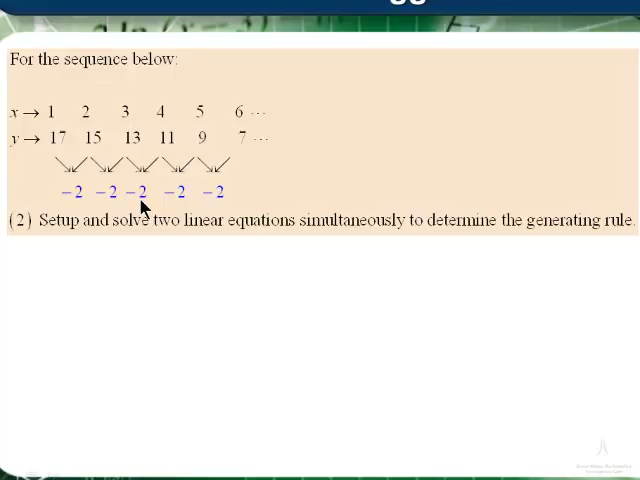 For the sequence below:
x → 1 2 3 4 5 6 ···
y → 17 15 13 11 9 7 ···
−2 −2 −2 −2 −2
(2) Setup and solve two linear equations simultaneously to determine the generating rule.